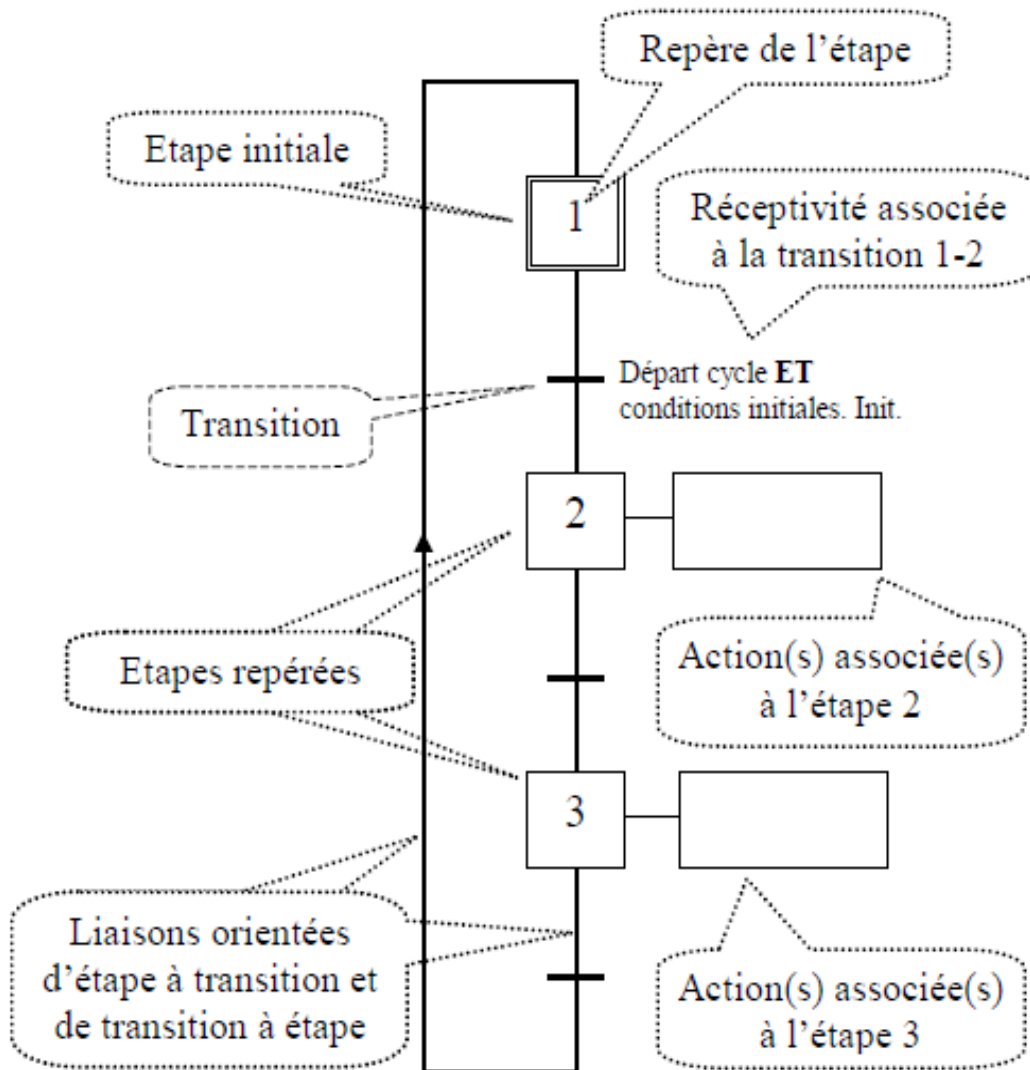 Repère de l’étape
Etape initiale
1
Réceptivité associée
à la transition 1-2
Départ cycle ET
conditions initiales. Init.
Transition
2
Etapes repérées
Action(s) associée(s)
à l’étape 2
3
Liaisons orientées
d’étape à transition et
de transition à étape
Action(s) associée(s)
à l’étape 3